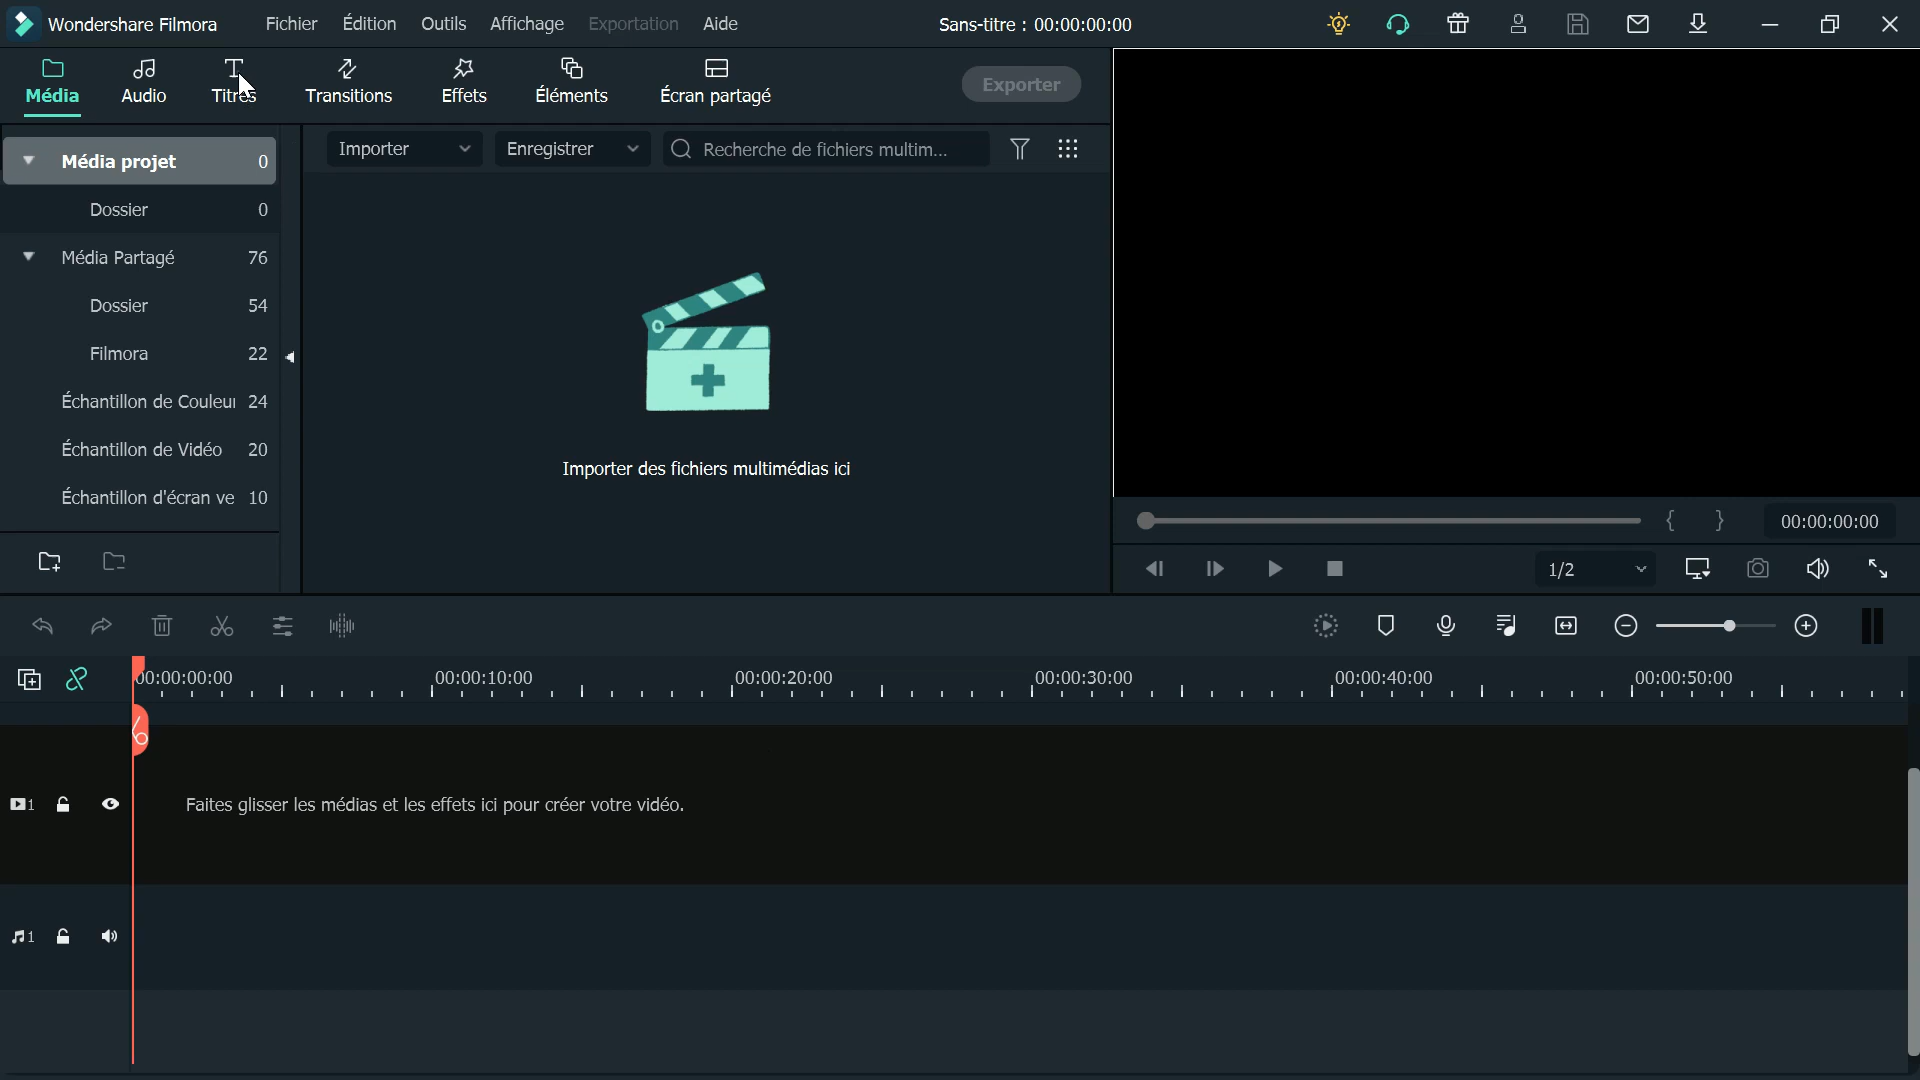 Wondershare Filmora
Fichier Édition Outils Affichage Exportation Aide
Sans-titre : 00:00:00:00
Média Audio Titres Transitions Effets Éléments Écran partagé
Exporter
Média projet 0
Dossier 0
Média Partagé 76
Dossier 54
Filmora 22
Échantillon de Couleur 24
Échantillon de Vidéo 20
Échantillon d'écran ve 10
Importer
Enregistrer
Recherche de fichiers multim...
Importer des fichiers multimédias ici
{ } 00:00:00:00
1/2
00:00:00:00 00:00:10:00 00:00:20:00 00:00:30:00 00:00:40:00 00:00:50:00
1
Faites glisser les médias et les effets ici pour créer votre vidéo.
1